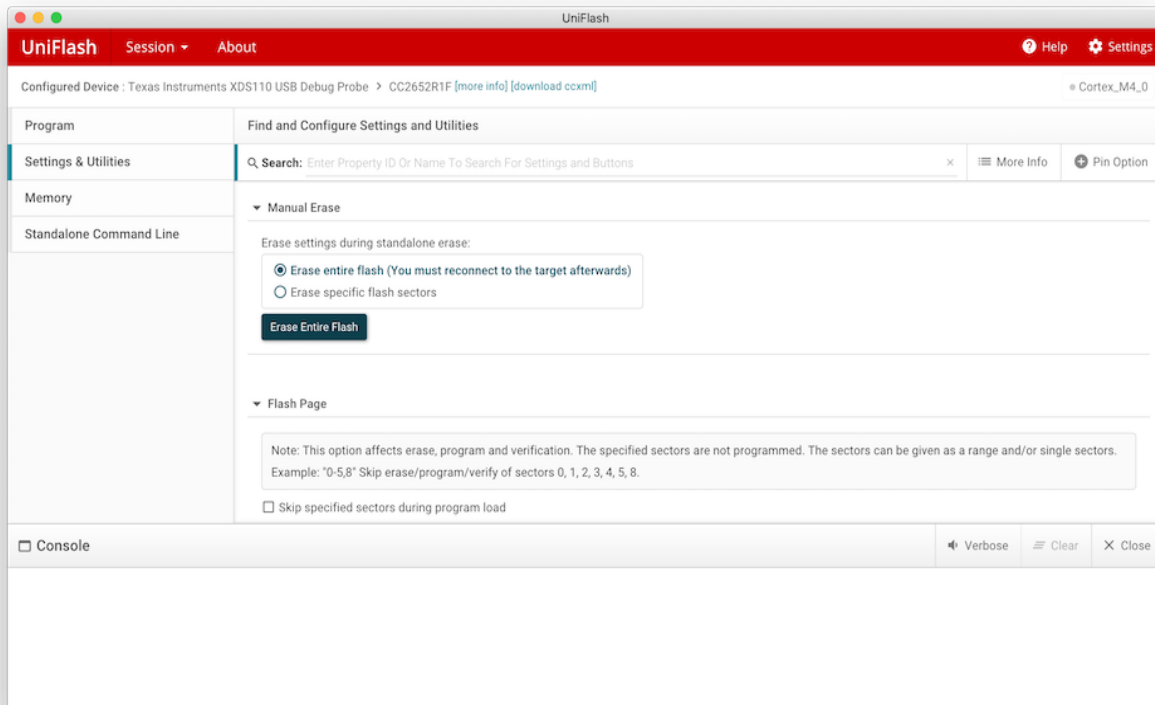 UniFlash
UniFlash Session About Help Settings
Configured Device : Texas Instruments XDS110 USB Debug Probe > CC2652R1F [more info] [download ccxml] Cortex_M4_0
Program
Settings & Utilities
Memory
Standalone Command Line
Find and Configure Settings and Utilities
Search: Enter Property ID Or Name To Search For Settings and Buttons × More Info Pin Option
Manual Erase
Erase settings during standalone erase:
Erase entire flash (You must reconnect to the target afterwards)
Erase specific flash sectors
Erase Entire Flash
Flash Page
Note: This option affects erase, program and verification. The specified sectors are not programmed. The sectors can be given as a range and/or single sectors.
Example: "0-5,8" Skip erase/program/verify of sectors 0, 1, 2, 3, 4, 5, 8.
Skip specified sectors during program load
Console Verbose Clear Close